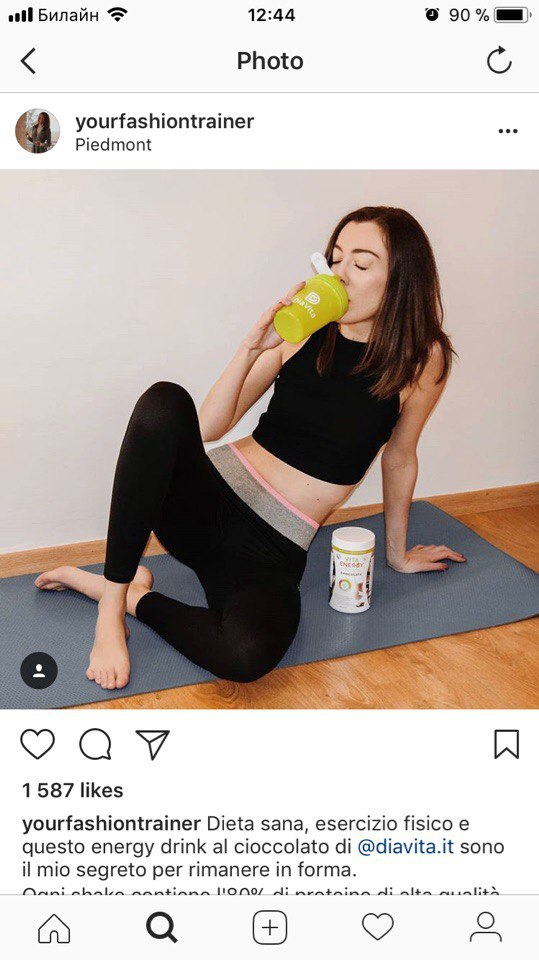 Билайн 12:44 90 %
Photo
yourfashiontrainer
Piedmont
DiaVita
VITA
ENERGY
CHOCOLATE
1 587 likes
yourfashiontrainer Dieta sana, esercizio fisico e
questo energy drink al cioccolato di @diavita.it sono
il mio segreto per rimanere in forma.
Ogni shake contiene l'80% di proteine di alta qualità